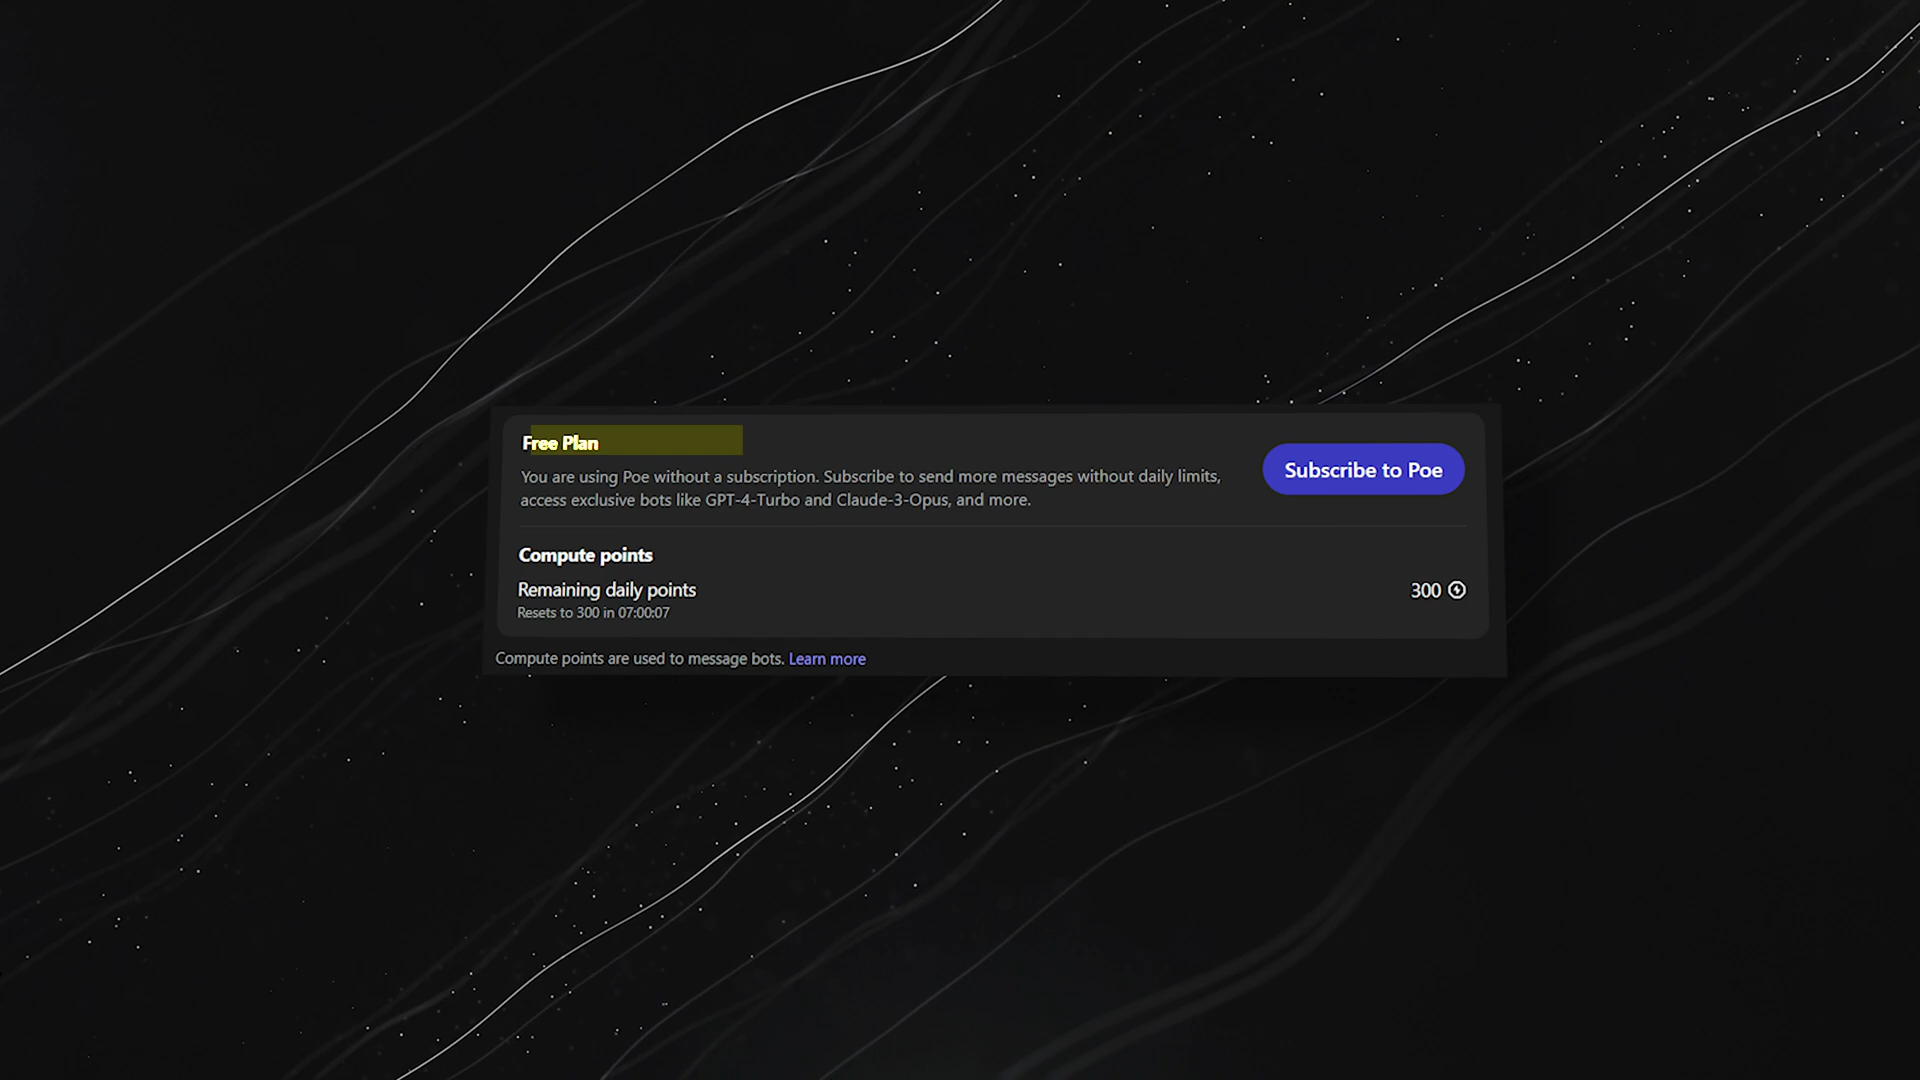 Free Plan
You are using Poe without a subscription. Subscribe to send more messages without daily limits,
access exclusive bots like GPT-4-Turbo and Claude-3-Opus, and more.
Subscribe to Poe
Compute points
Remaining daily points
300
Resets to 300 in 07:00:07
Compute points are used to message bots. Learn more